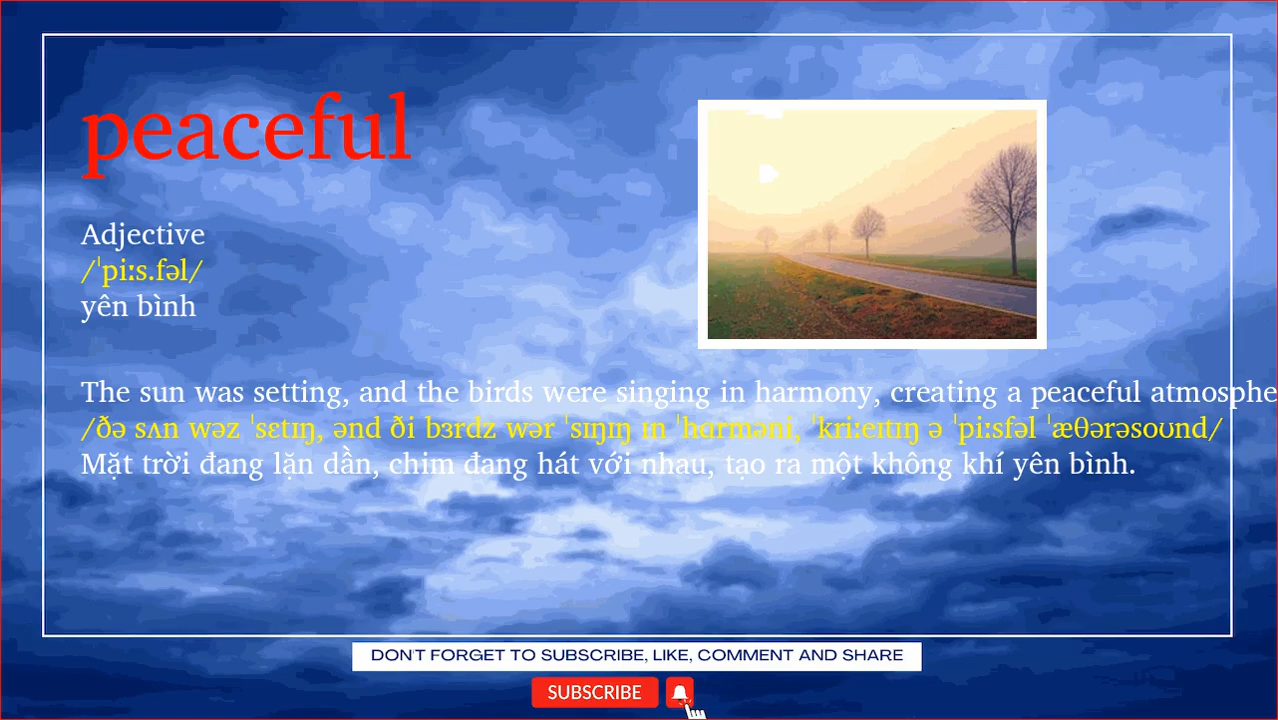 peaceful
Adjective
/ˈpiːs.fəl/
yên bình
The sun was setting, and the birds were singing in harmony, creating a peaceful atmosphe
/ðə sʌn wəz ˈsɛtɪŋ, ənd ði bɜrdz wər ˈsɪŋɪŋ ɪn ˈhɑrməni, ˈkriːeɪtɪŋ ə ˈpiːsfəl ˈæθərəsoʊnd/
Mặt trời đang lặn dần, chim đang hát với nhau, tạo ra một không khí yên bình.
DON'T FORGET TO SUBSCRIBE, LIKE, COMMENT AND SHARE
SUBSCRIBE